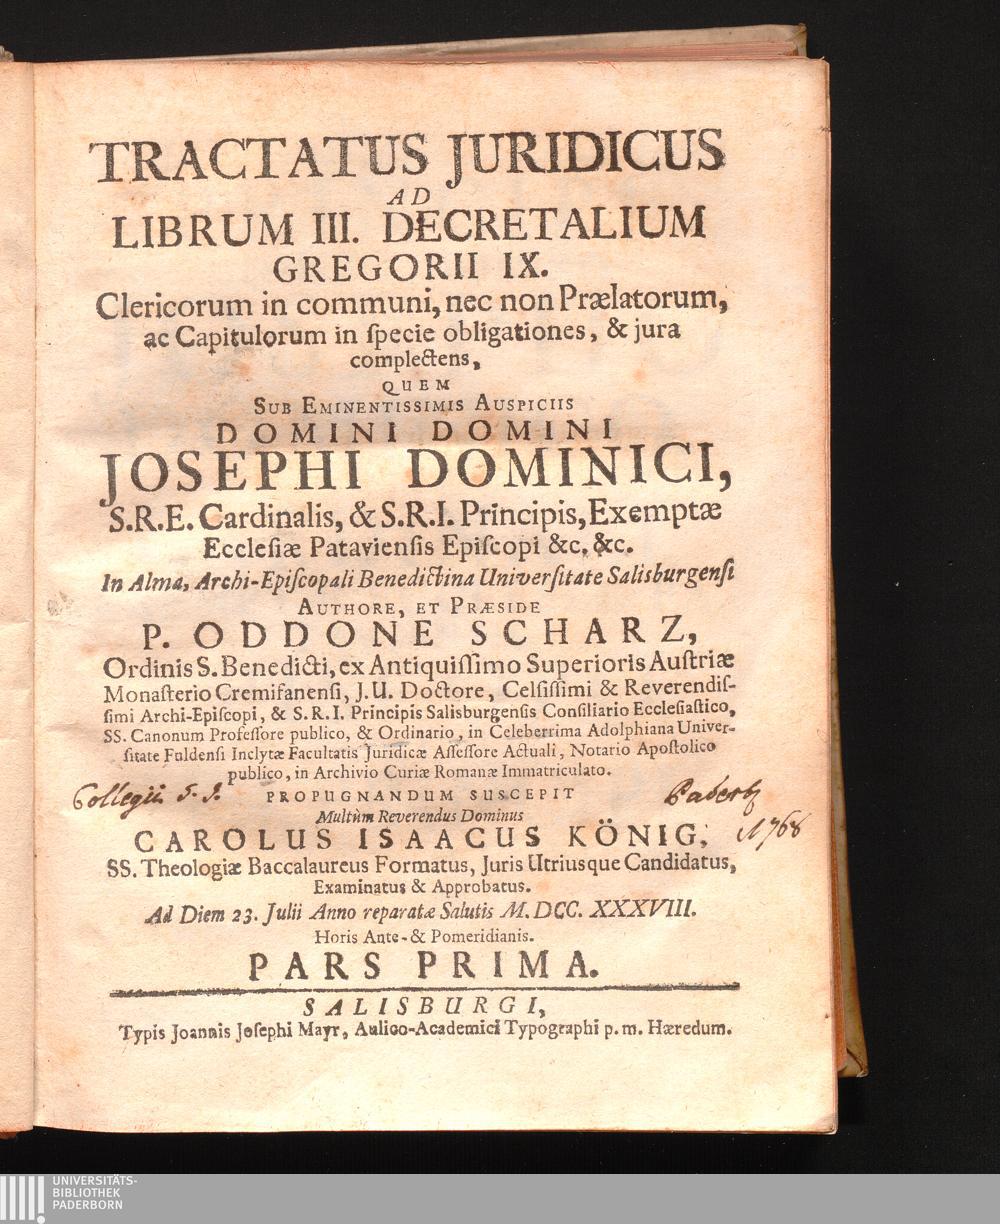 TRACTATUS JURIDICUS
AD
LIBRUM III. DECRETALIUM
GREGORII IX.
Clericorum in communi, nec non Prælatorum,
ac Capitulorum in ſpecie obligationes, & jura
complectens,
QUEM
SUB EMINENTISSIMIS AUSPICIIS
DOMINI DOMINI
JOSEPHI DOMINICI,
S.R.E. Cardinalis, & S.R.I. Principis, Exemptæ
Eccleſiæ Patavienſis Epiſcopi &c. &c.
In Alma, Archi-Epiſcopali Benedictina Univerſitate Salisburgenſi
AUTHORE, ET PRÆSIDE
P. ODDONE SCHARZ,
Ordinis S. Benedicti, ex Antiquiſſimo Superioris Auſtriæ
Monaſterio Cremifanenſi, J.U. Doctore, Celſiſſimi & Reverendiſ-
ſimi Archi-Epiſcopi, & S.R.I. Principis Salisburgenſis Conſiliario Eccleſiaſtico,
SS. Canonum Profeſſore publico, & Ordinario, in Celeberrima Adolphiana Univer-
ſitate Fuldenſi Inclytæ Facultatis Juridicæ Aſſeſſore Actuali, Notario Apoſtolico
publico, in Archivio Curiæ Romanæ Immatriculato.
Collegii S. J.
PROPUGNANDUM SUSCEPIT
Paderb
Multùm Reverendus Dominus
CAROLUS ISAACUS KÖNIG,
1768
SS. Theologiæ Baccalaureus Formatus, Juris Utriusque Candidatus,
Examinatus & Approbatus.
Ad Diem 23. Julii Anno reparatæ Salutis M. DCC. XXXVIII.
Horis Ante- & Pomeridianis.
PARS PRIMA.
SALISBURGI,
Typis Joannis Joſephi Mayr, Aulico-Academici Typographi p. m. Hæredum.
UNIVERSITÄTS-
BIBLIOTHEK
PADERBORN